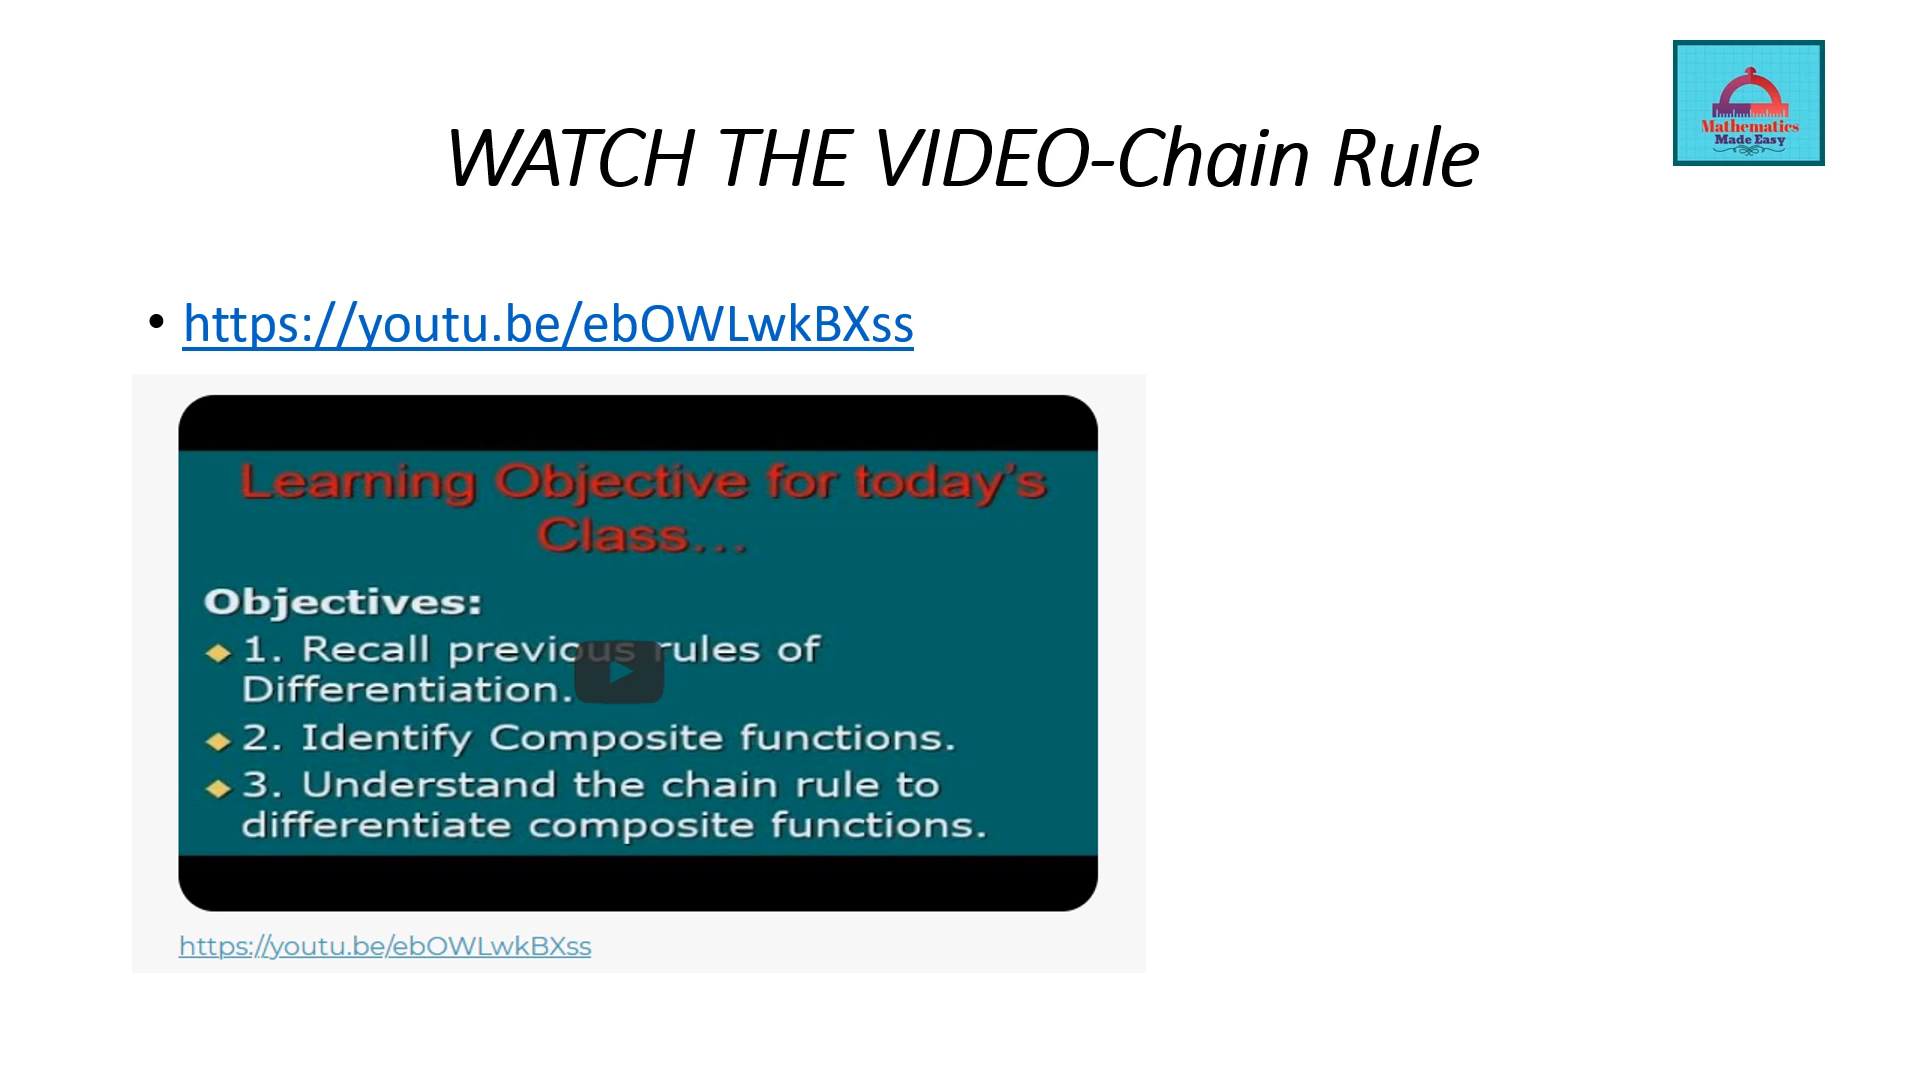 WATCH THE VIDEO-Chain Rule
Mathematics
Made Easy
• https://youtu.be/ebOWLwkBXss
Learning Objective for today's
Class...
Objectives:
1. Recall previous rules of
Differentiation.
2. Identify Composite functions.
3. Understand the chain rule to
differentiate composite functions.
https://youtu.be/ebOWLwkBXss